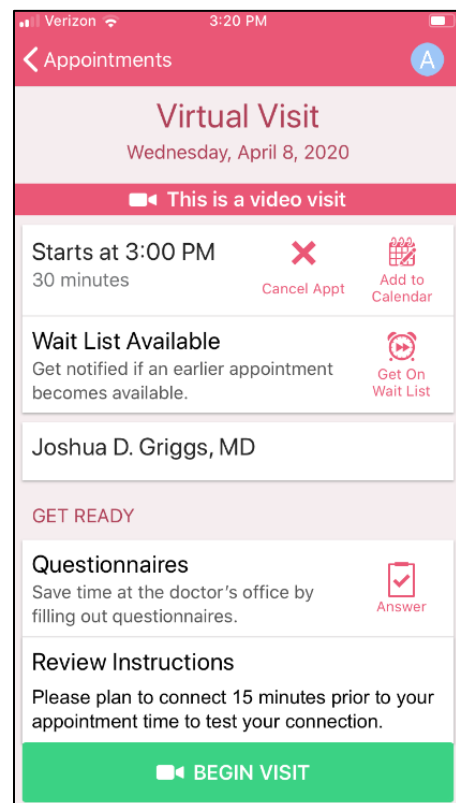 Verizon 3:20 PM
Appointments A
Virtual Visit
Wednesday, April 8, 2020
This is a video visit
Starts at 3:00 PM
30 minutes
Cancel Appt
Add to
Calendar
Wait List Available
Get notified if an earlier appointment
becomes available.
Get On
Wait List
Joshua D. Griggs, MD
GET READY
Questionnaires
Save time at the doctor's office by
filling out questionnaires.
Answer
Review Instructions
Please plan to connect 15 minutes prior to your
appointment time to test your connection.
BEGIN VISIT